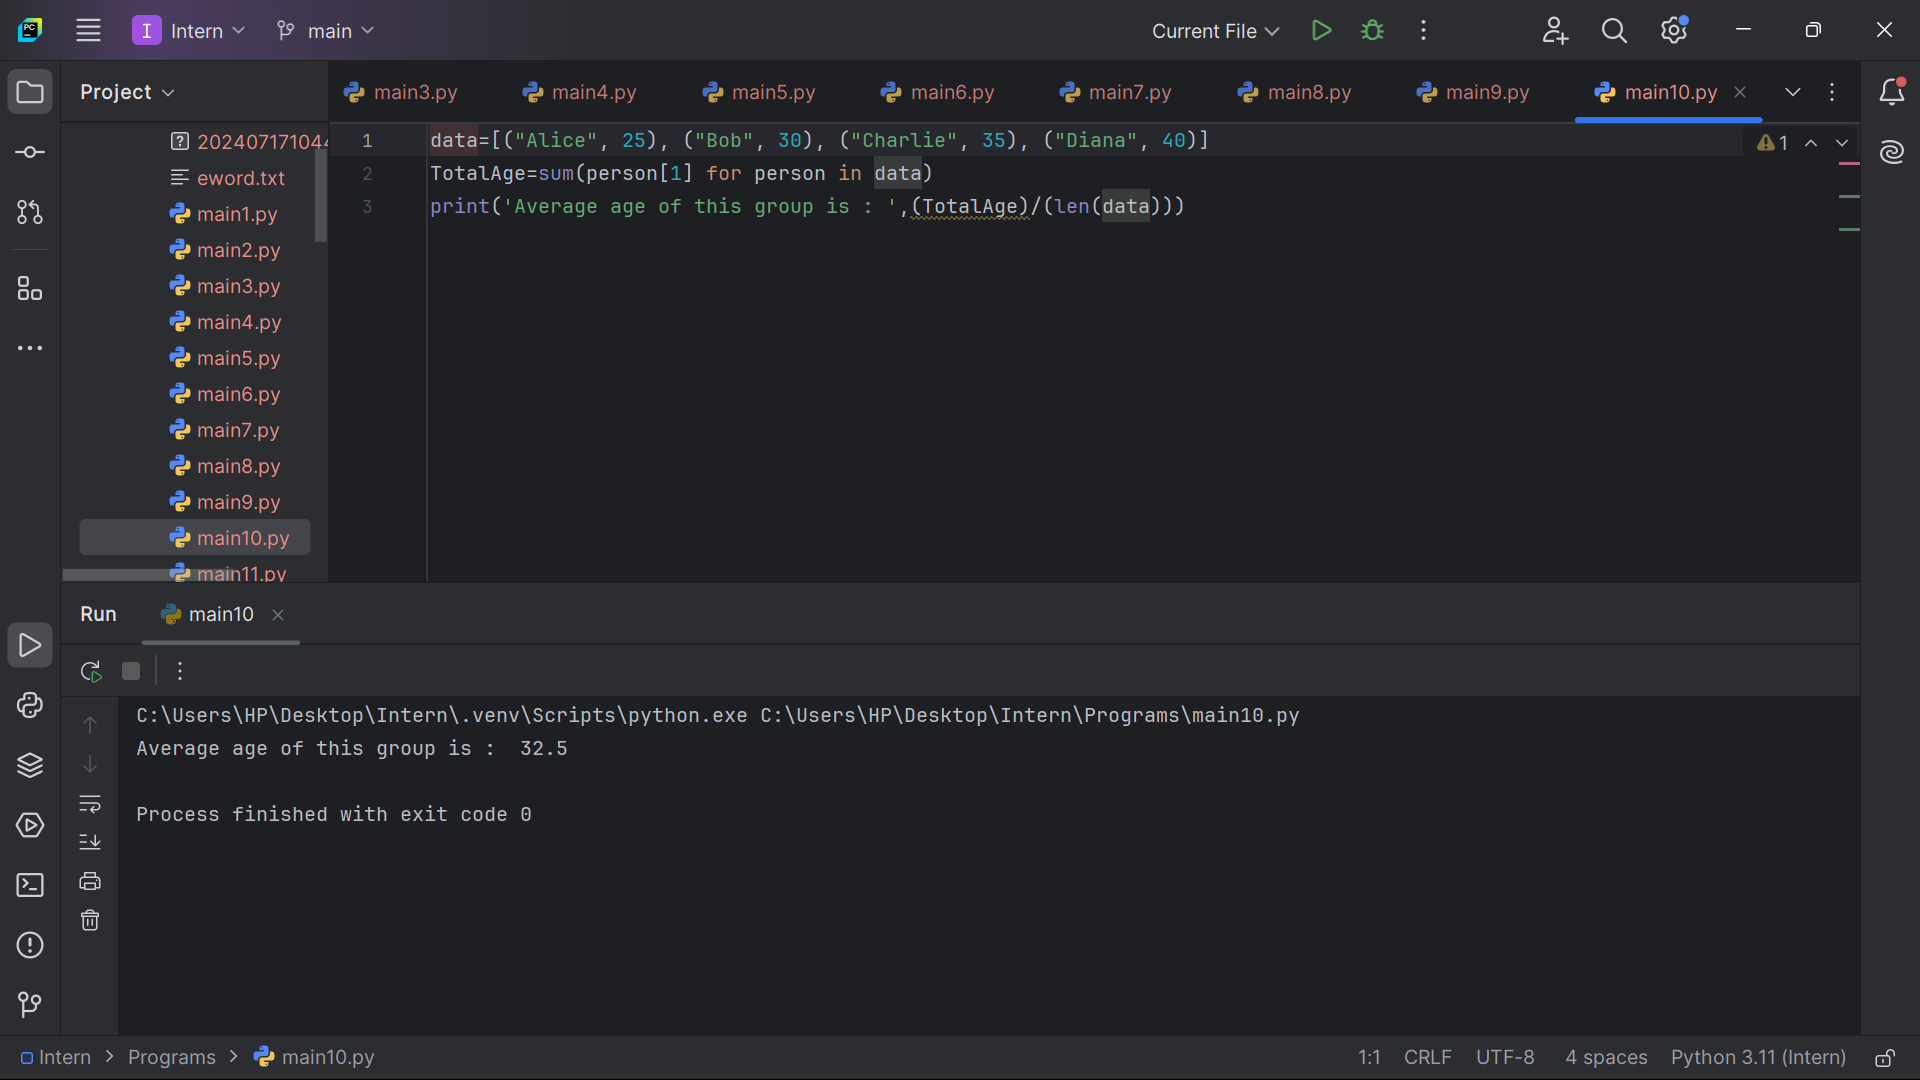 PC
I Intern main Current File
Project main3.py main4.py main5.py main6.py main7.py main8.py main9.py main10.py
? 202407171044
eword.txt
main1.py
main2.py
main3.py
main4.py
main5.py
main6.py
main7.py
main8.py
main9.py
main10.py
main11.py
1 data=[("Alice", 25), ("Bob", 30), ("Charlie", 35), ("Diana", 40)] 1
2 TotalAge=sum(person[1] for person in data)
3 print('Average age of this group is : ',(TotalAge)/(len(data)))
Run main10
C:\Users\HP\Desktop\Intern\.venv\Scripts\python.exe C:\Users\HP\Desktop\Intern\Programs\main10.py
Average age of this group is :  32.5
Process finished with exit code 0
Intern > Programs > main10.py 1:1 CRLF UTF-8 4 spaces Python 3.11 (Intern)